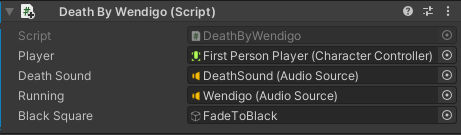 Death By Wendigo (Script)
Script DeathByWendigo
Player First Person Player (Character Controller)
Death Sound DeathSound (Audio Source)
Running Wendigo (Audio Source)
Black Square FadeToBlack